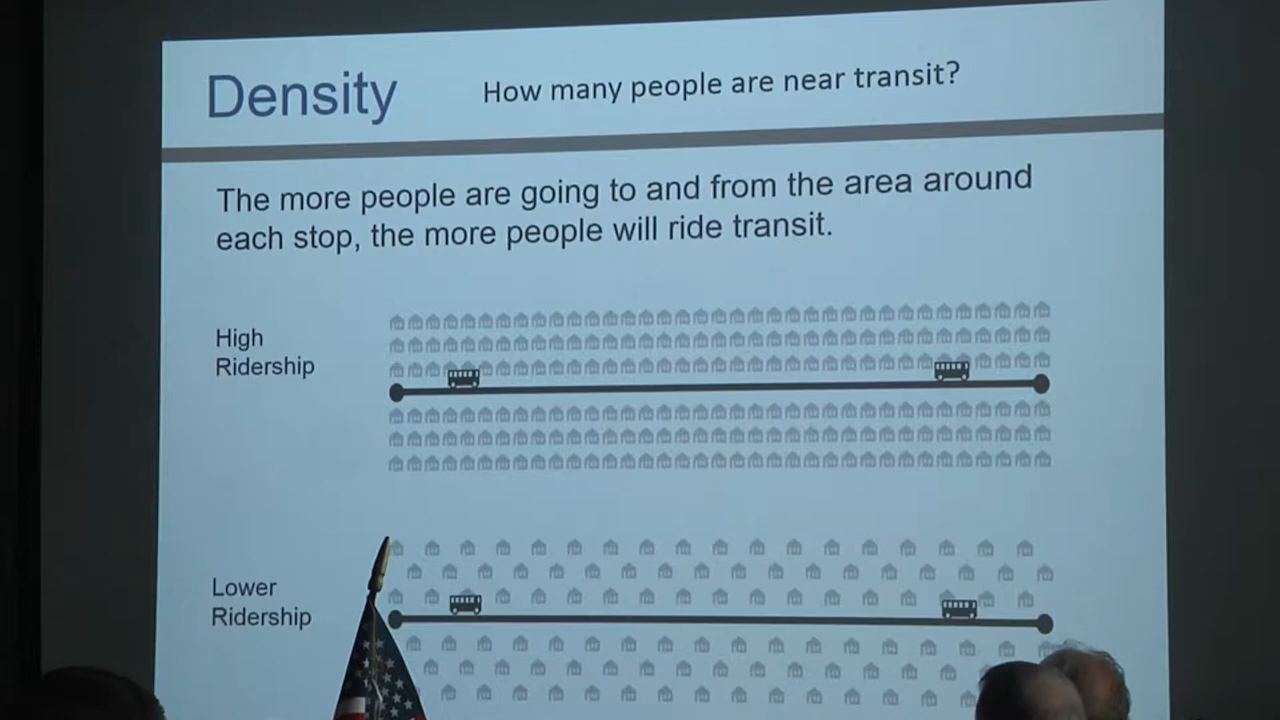 Density
How many people are near transit?
The more people are going to and from the area around
each stop, the more people will ride transit.
High
Ridership
Lower
Ridership